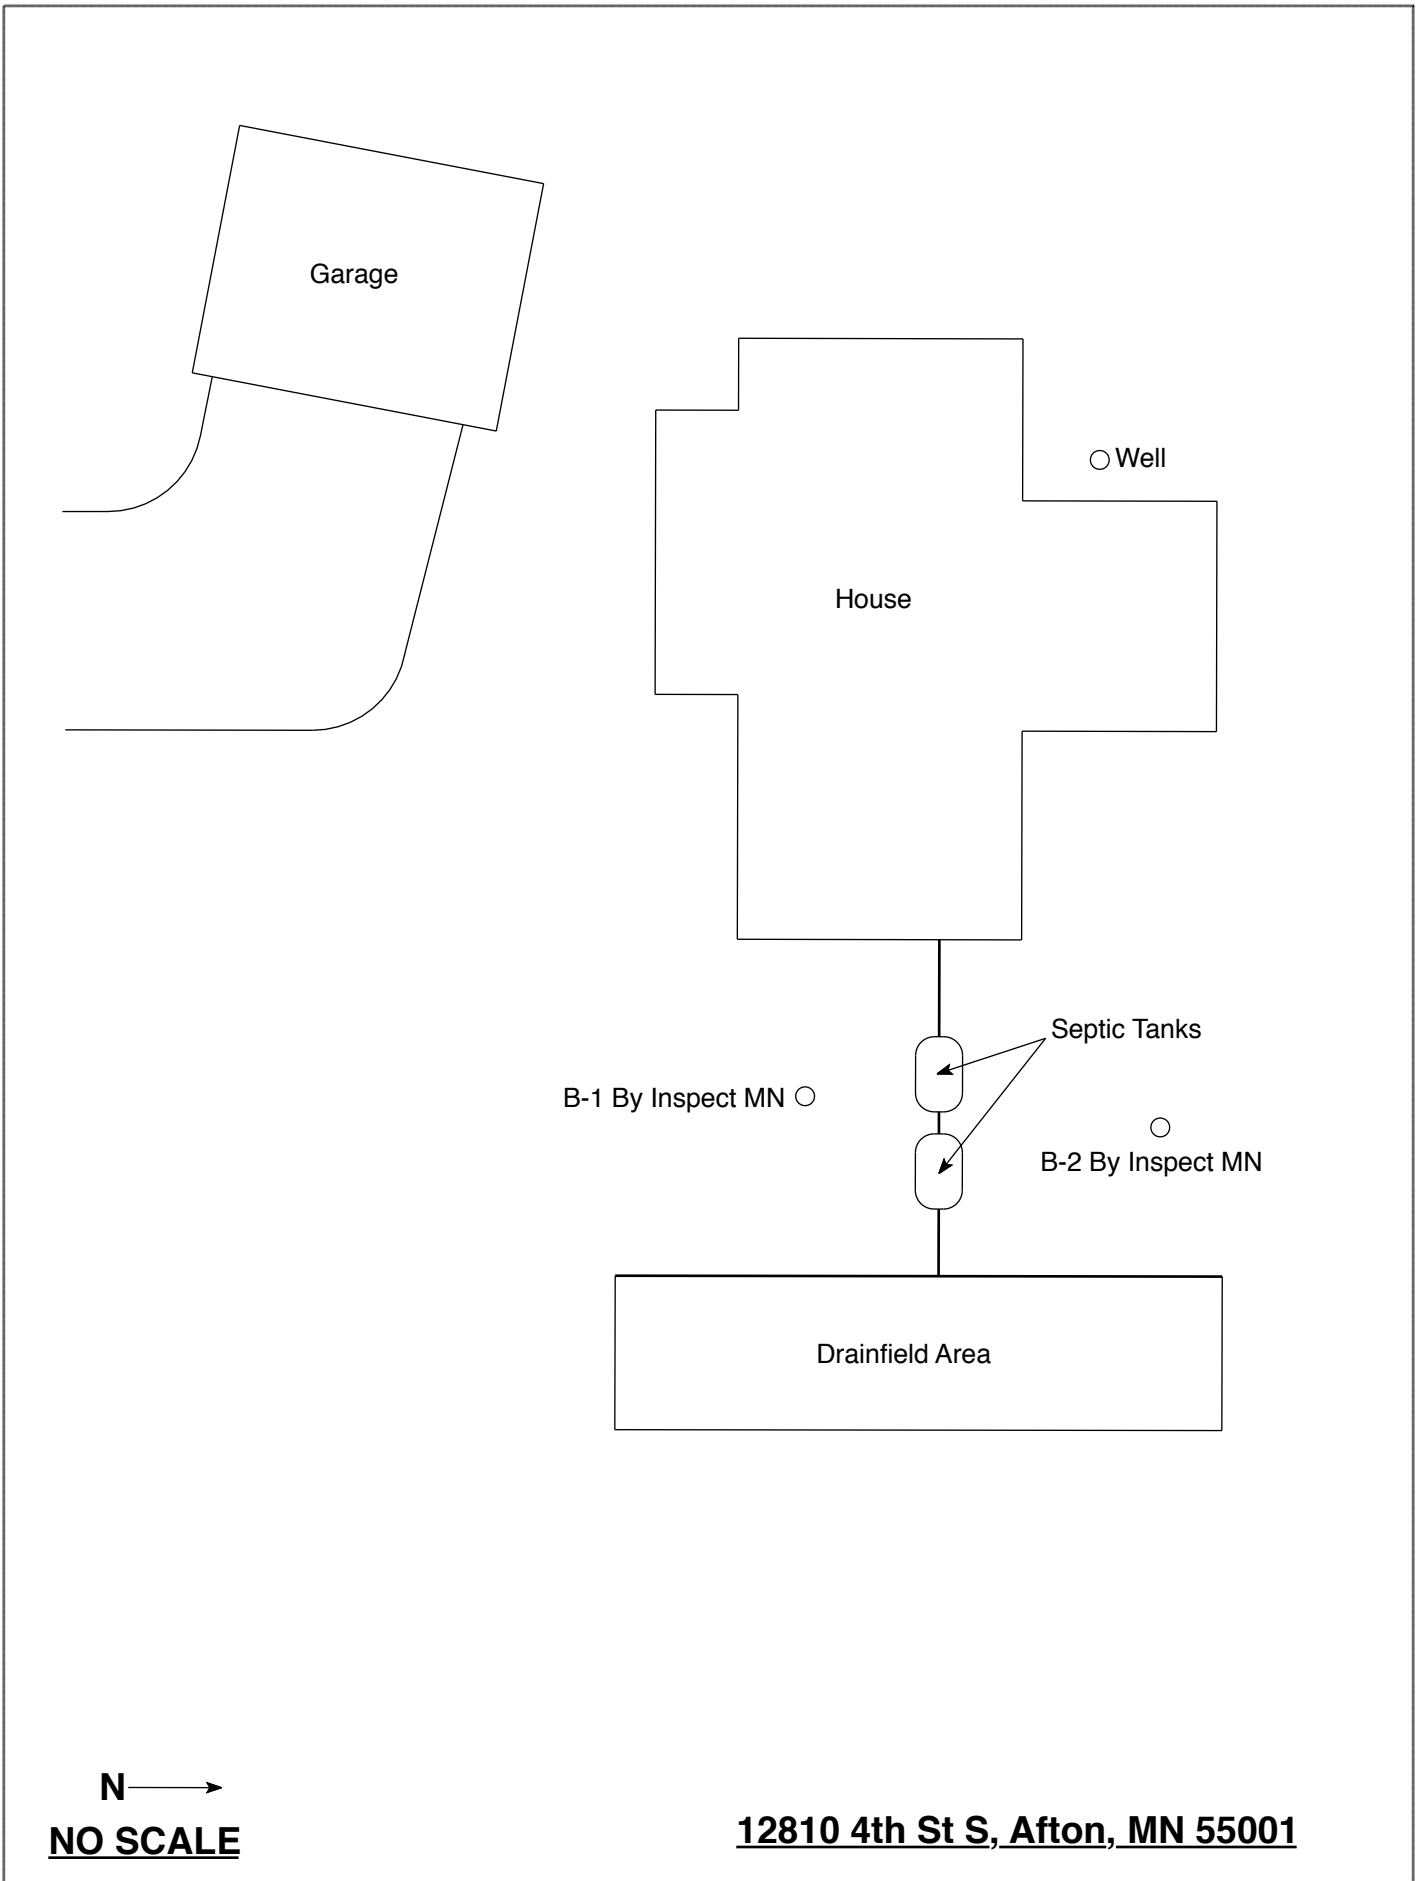 Garage
Well
House
Septic Tanks
B-1 By Inspect MN
B-2 By Inspect MN
Drainfield Area
N
NO SCALE
12810 4th St S, Afton, MN 55001